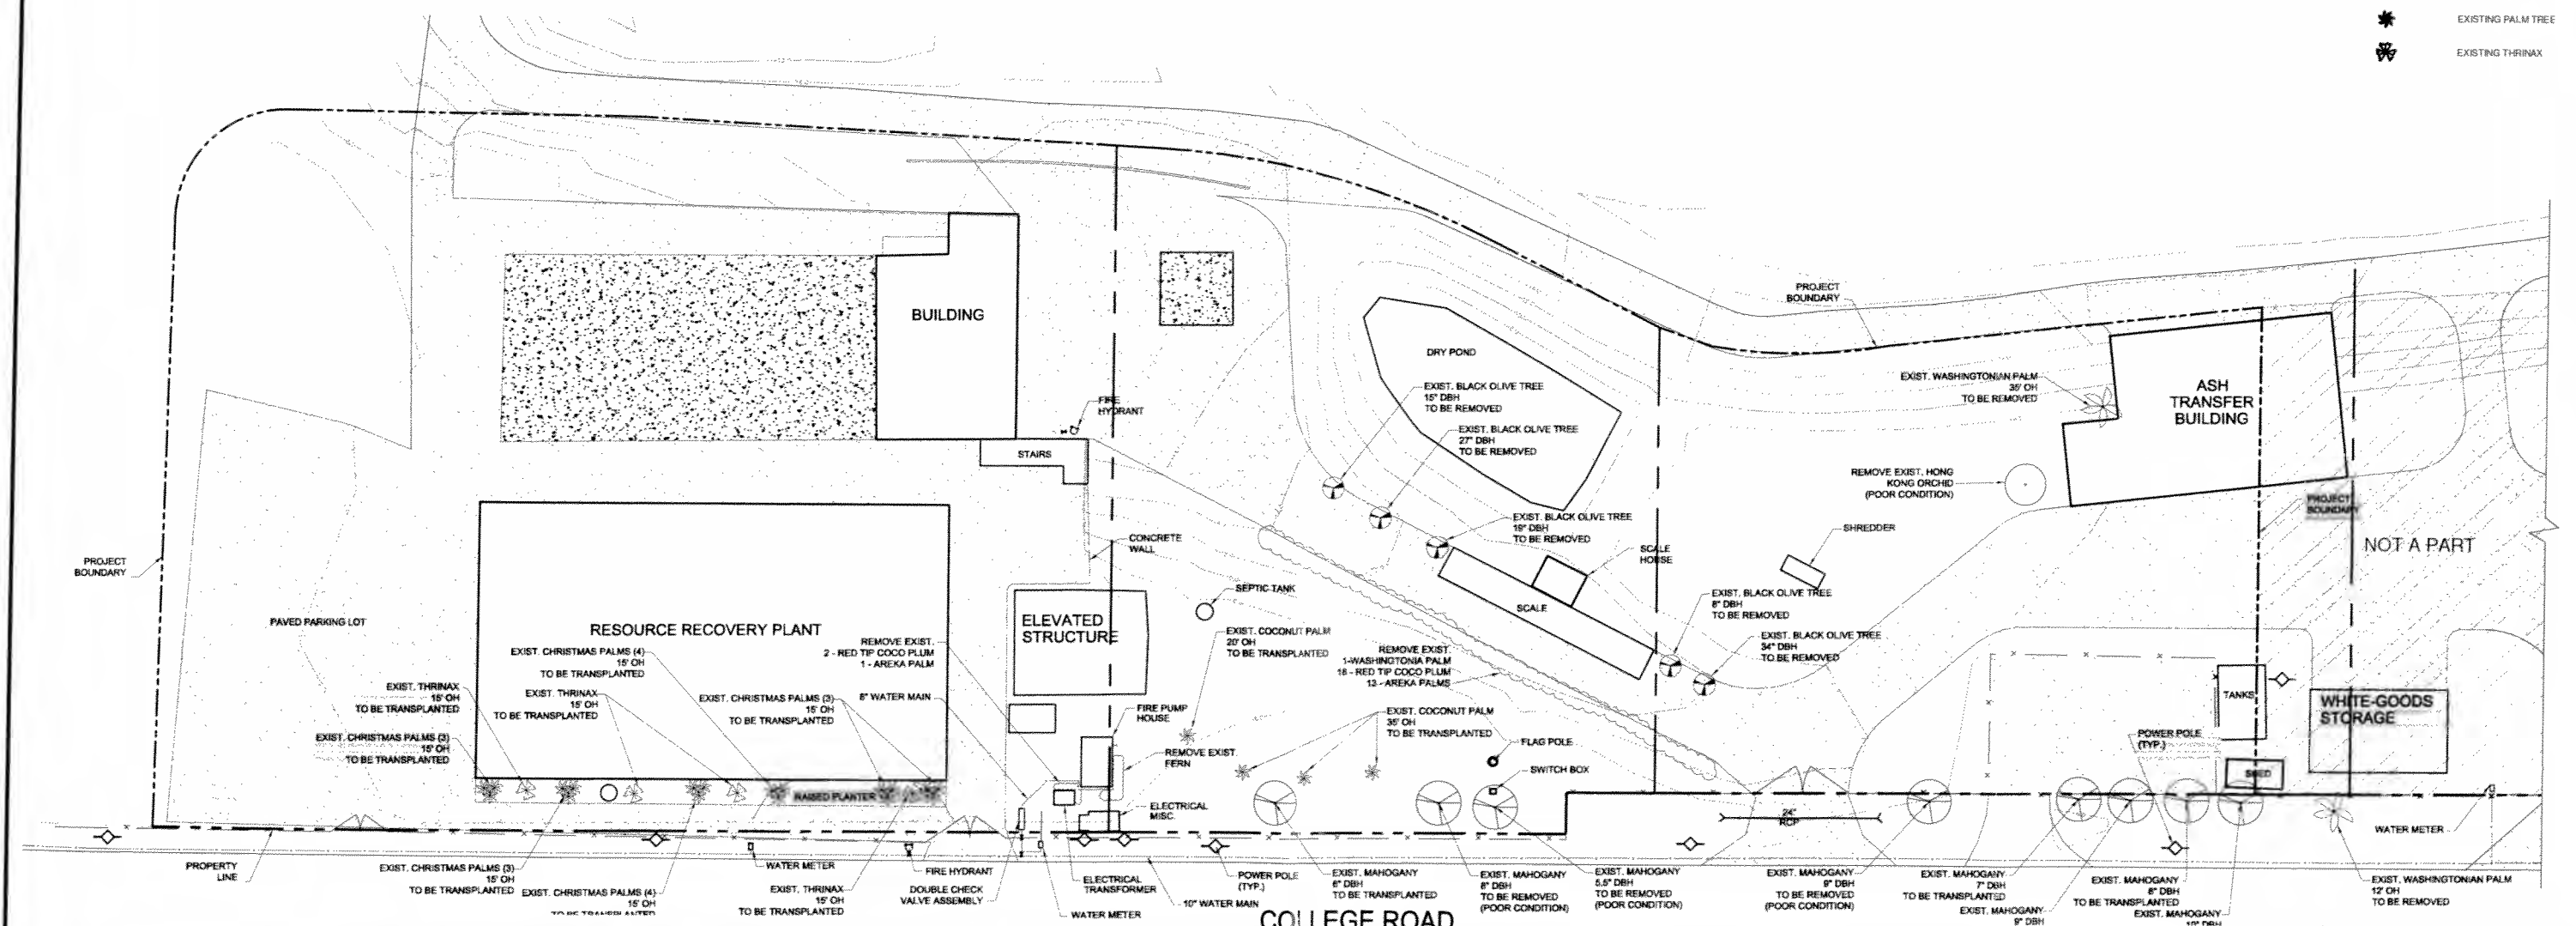 EXISTING PALM TREE
EXISTING THRINAX
PROJECT
BOUNDARY
BUILDING
DRY POND
EXIST. BLACK OLIVE TREE
15" DBH
TO BE REMOVED
EXIST. WASHINGTONIAN PALM
35' OH
TO BE REMOVED
ASH
TRANSFER
BUILDING
FIRE
HYDRANT
EXIST. BLACK OLIVE TREE
27" DBH
TO BE REMOVED
STAIRS
REMOVE EXIST. HONG
KONG ORCHID
(POOR CONDITION)
PROJECT
BOUNDARY
EXIST. BLACK OLIVE TREE
19" DBH
TO BE REMOVED
SHREDDER
CONCRETE
WALL
SCALE
HOUSE
NOT A PART
PROJECT
BOUNDARY
SEPTIC TANK
EXIST. BLACK OLIVE TREE
8" DBH
TO BE REMOVED
SCALE
PAVED PARKING LOT
RESOURCE RECOVERY PLANT
ELEVATED
STRUCTURE
EXIST. COCONUT PALM
20' OH
TO BE TRANSPLANTED
EXIST. BLACK OLIVE TREE
34" DBH
TO BE REMOVED
REMOVE EXIST.
2 - RED TIP COCO PLUM
1 - AREKA PALM
REMOVE EXIST.
1-WASHINGTONIA PALM
18 - RED TIP COCO PLUM
13 - AREKA PALMS
EXIST. CHRISTMAS PALMS (4)
15' OH
TO BE TRANSPLANTED
EXIST. THRINAX
15' OH
TO BE TRANSPLANTED
EXIST. THRINAX
15' OH
TO BE TRANSPLANTED
EXIST. CHRISTMAS PALMS (3)
15' OH
TO BE TRANSPLANTED
8" WATER MAIN
TANKS
WHITE-GOODS
STORAGE
FIRE PUMP
HOUSE
EXIST. COCONUT PALM
35' OH
TO BE TRANSPLANTED
EXIST. CHRISTMAS PALMS (3)
15' OH
TO BE TRANSPLANTED
POWER POLE
(TYP.)
FLAG POLE
REMOVE EXIST.
FERN
SWITCH BOX
SHED
RAISED PLANTER
ELECTRICAL
MISC.
24"
RCP
WATER METER
PROPERTY
LINE
EXIST. CHRISTMAS PALMS (3)
15' OH
TO BE TRANSPLANTED
EXIST. CHRISTMAS PALMS (4)
15' OH
TO BE TRANSPLANTED
WATER METER
EXIST. THRINAX
15' OH
TO BE TRANSPLANTED
FIRE HYDRANT
DOUBLE CHECK
VALVE ASSEMBLY
WATER METER
ELECTRICAL
TRANSFORMER
10" WATER MAIN
POWER POLE
(TYP.)
COLLEGE ROAD
EXIST. MAHOGANY
6" DBH
TO BE TRANSPLANTED
EXIST. MAHOGANY
8" DBH
TO BE REMOVED
(POOR CONDITION)
EXIST. MAHOGANY
5.5" DBH
TO BE REMOVED
(POOR CONDITION)
EXIST. MAHOGANY
9" DBH
TO BE REMOVED
(POOR CONDITION)
EXIST. MAHOGANY
7" DBH
TO BE TRANSPLANTED
EXIST. MAHOGANY
9" DBH
EXIST. MAHOGANY
8" DBH
TO BE TRANSPLANTED
EXIST. MAHOGANY
10" DBH
EXIST. WASHINGTONIAN PALM
12' OH
TO BE REMOVED